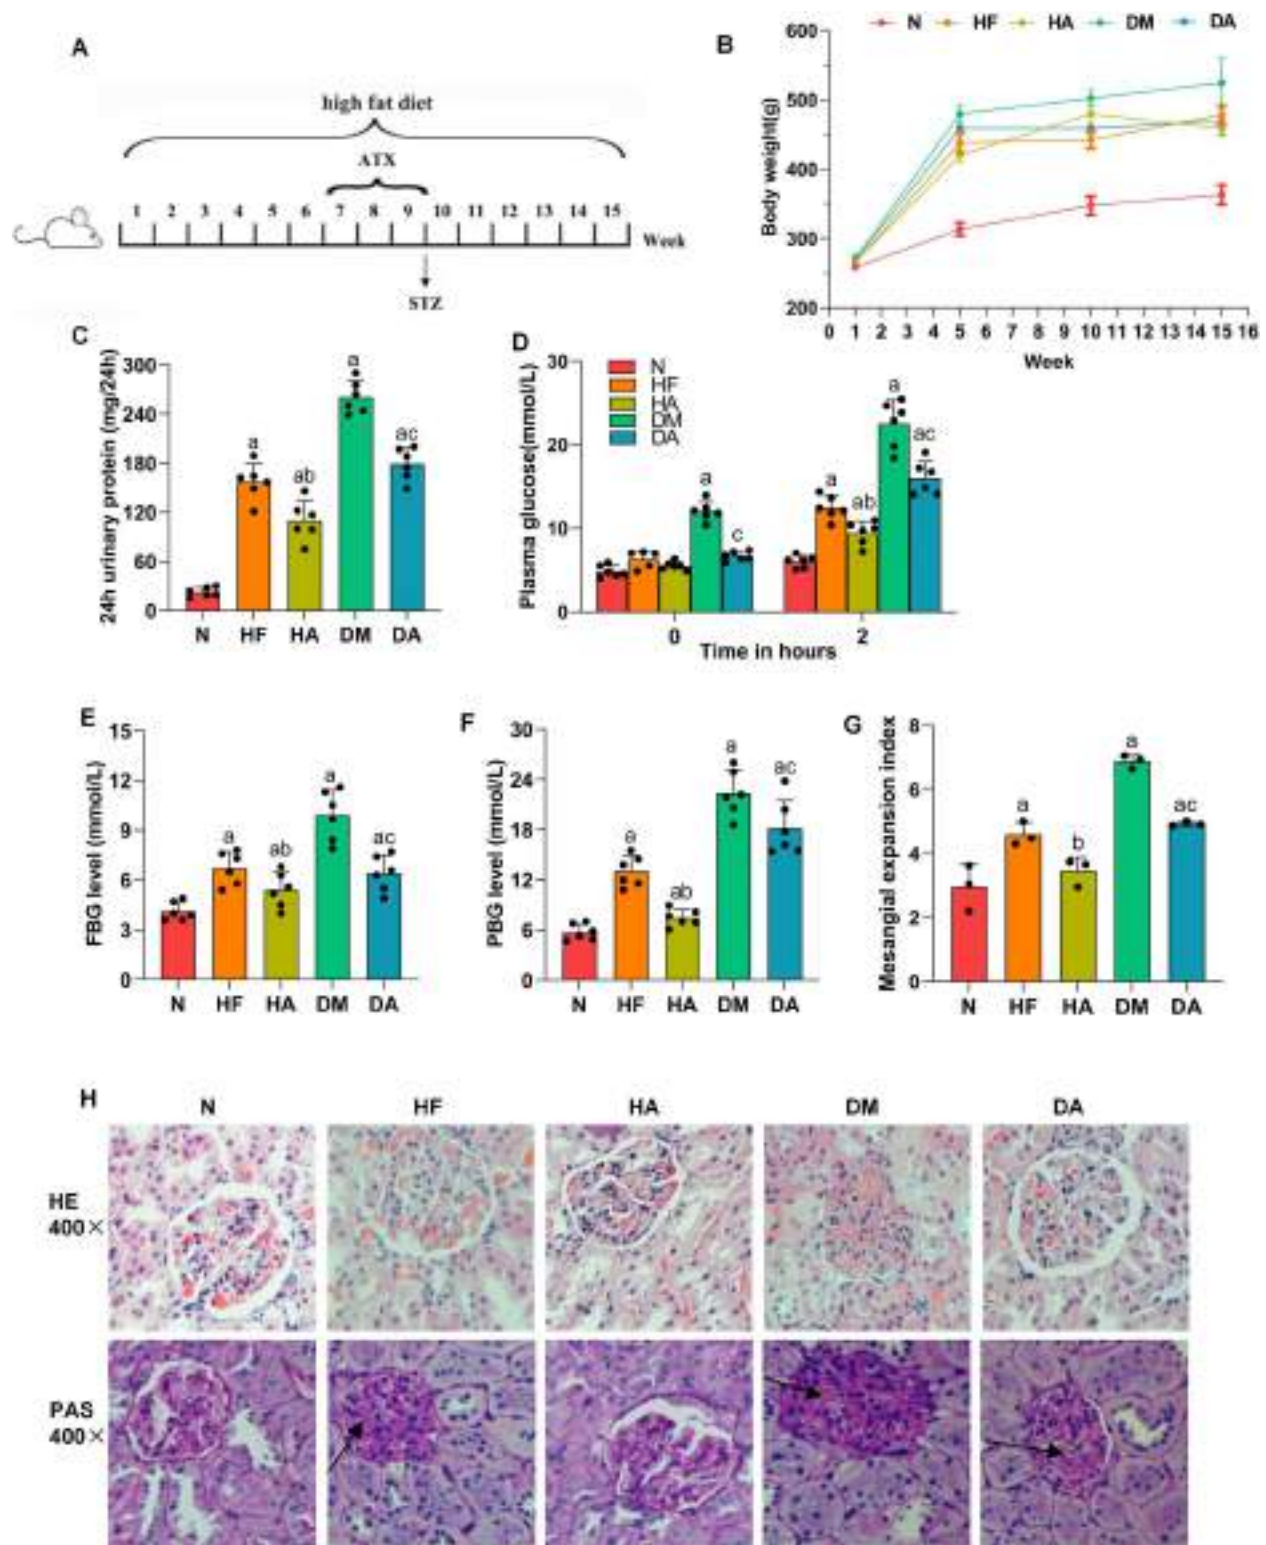 A
high fat diet
ATX
1 2 3 4 5 6 7 8 9 10 11 12 13 14 15
Week
STZ
B
N HF HA DM DA
Body weight(g)
600
500
400
300
200
0 1 2 3 4 5 6 7 8 9 10 11 12 13 14 15 16
Week
C
24h urinary protein (mg/24h)
300
240
180
120
60
0
a
ab
a
ac
N HF HA DM DA
D
Plasma glucose(mmol/L)
30
20
10
0
N
HF
HA
DM
DA
a
c
a
ab
a
ac
0 2
Time in hours
E
FBG level (mmol/L)
15
12
9
6
3
0
a
ab
a
ac
N HF HA DM DA
F
PBG level (mmol/L)
30
24
18
12
6
0
a
ab
a
ac
N HF HA DM DA
G
Mesangial expansion index
8
6
4
2
0
a
b
a
ac
N HF HA DM DA
H
N HF HA DM DA
HE
400×
PAS
400×